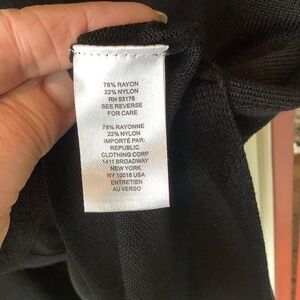 78% RAYON
22% NYLON
RN 93178
SEE REVERSE
FOR CARE
78% RAYONNE
22% NYLON
IMPORTÉ PAR:
REPUBLIC
CLOTHING CORP
1411 BROADWAY
NEW YORK
NY 10018 USA
ENTRETIEN
AU VERSO